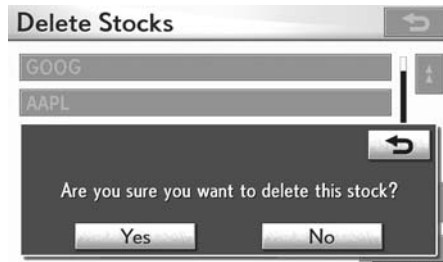 Delete Stocks
GOOG
AAPL
Are you sure you want to delete this stock?
Yes
No